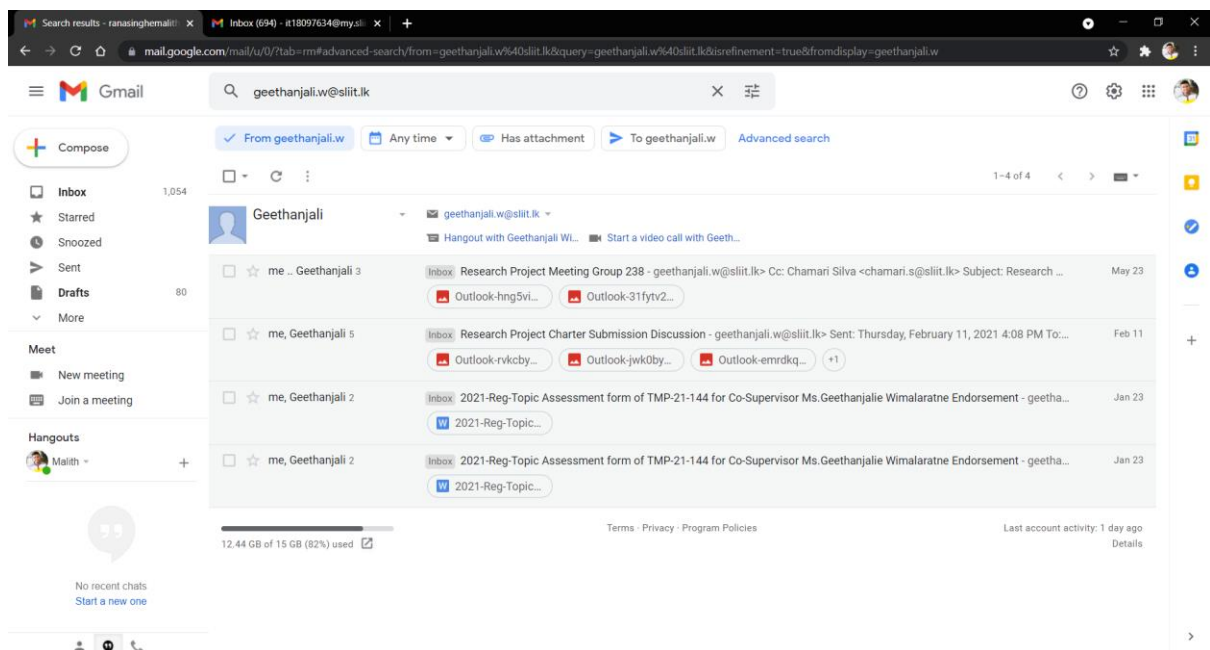 Search results - ranasinghemalith
Inbox (694) - it18097634@my.sli
mail.google.com/mail/u/0/?tab=rm#advanced-search/from=geethanjali.w%40sliit.lk&query=geethanjali.w%40sliit.lk&isrefinement=true&fromdisplay=geethanjali.w
Gmail
geethanjali.w@sliit.lk
Compose
From geethanjali.w Any time Has attachment To geethanjali.w Advanced search
1–4 of 4
Inbox 1,054
Starred
Snoozed
Sent
Drafts 80
More
Meet
New meeting
Join a meeting
Hangouts
Malith
No recent chats
Start a new one
Geethanjali geethanjali.w@sliit.lk
Hangout with Geethanjali Wi... Start a video call with Geeth...
me .. Geethanjali 3 Inbox Research Project Meeting Group 238 - geethanjali.w@sliit.lk> Cc: Chamari Silva <chamari.s@sliit.lk> Subject: Research ... May 23
Outlook-hng5vi... Outlook-31fytv2...
me, Geethanjali 5 Inbox Research Project Charter Submission Discussion - geethanjali.w@sliit.lk> Sent: Thursday, February 11, 2021 4:08 PM To:... Feb 11
Outlook-rvkcby... Outlook-jwk0by... Outlook-emrdkq... +1
me, Geethanjali 2 Inbox 2021-Reg-Topic Assessment form of TMP-21-144 for Co-Supervisor Ms.Geethanjalie Wimalaratne Endorsement - geetha... Jan 23
2021-Reg-Topic...
me, Geethanjali 2 Inbox 2021-Reg-Topic Assessment form of TMP-21-144 for Co-Supervisor Ms.Geethanjalie Wimalaratne Endorsement - geetha... Jan 23
2021-Reg-Topic...
12.44 GB of 15 GB (82%) used
Terms · Privacy · Program Policies
Last account activity: 1 day ago
Details